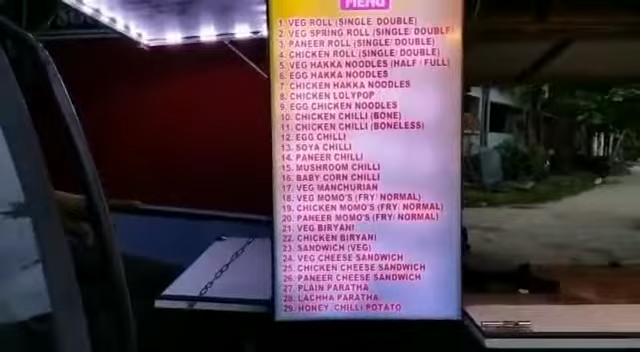 MENU
1. VEG ROLL (SINGLE/DOUBLE)
2. VEG SPRING ROLL (SINGLE/DOUBLE)
3. PANEER ROLL (SINGLE/DOUBLE)
4. CHICKEN ROLL (SINGLE/DOUBLE)
5. VEG HAKKA NOODLES (HALF / FULL)
6. EGG HAKKA NOODLES
7. CHICKEN HAKKA NOODLES
8. CHICKEN LOLYPOP
9. EGG CHICKEN NOODLES
10. CHICKEN CHILLI (BONE)
11. CHICKEN CHILLI (BONELESS)
12. EGG CHILLI
13. SOYA CHILLI
14. PANEER CHILLI
15. MUSHROOM CHILLI
16. BABY CORN CHILLI
17. VEG MANCHURIAN
18. VEG MOMO'S (FRY/ NORMAL)
19. CHICKEN MOMO'S (FRY/ NORMAL)
20. PANEER MOMO'S (FRY/ NORMAL)
21. VEG BIRYANI
22. CHICKEN BIRYANI
23. SANDWICH (VEG)
24. VEG CHEESE SANDWICH
25. CHICKEN CHEESE SANDWICH
26. PANEER CHEESE SANDWICH
27. PLAIN PARATHA
28. LACHHA PARATHA
29. HONEY CHILLI POTATO